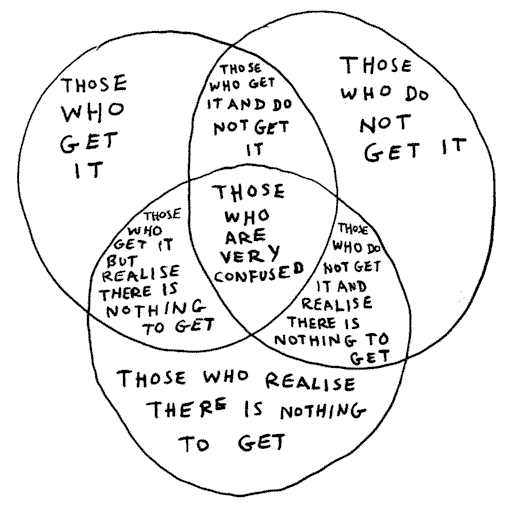 THOSE
WHO
GET
IT
THOSE
WHO GET
IT AND DO
NOT GET
IT
THOSE
WHO DO
NOT
GET IT
THOSE
WHO
GET IT
BUT
REALISE
THERE IS
NOTHING
TO GET
THOSE
WHO
ARE
VERY
CONFUSED
THOSE
WHO DO
NOT GET
IT AND
REALISE
THERE IS
NOTHING TO
GET
THOSE WHO REALISE
THERE IS NOTHING
TO GET